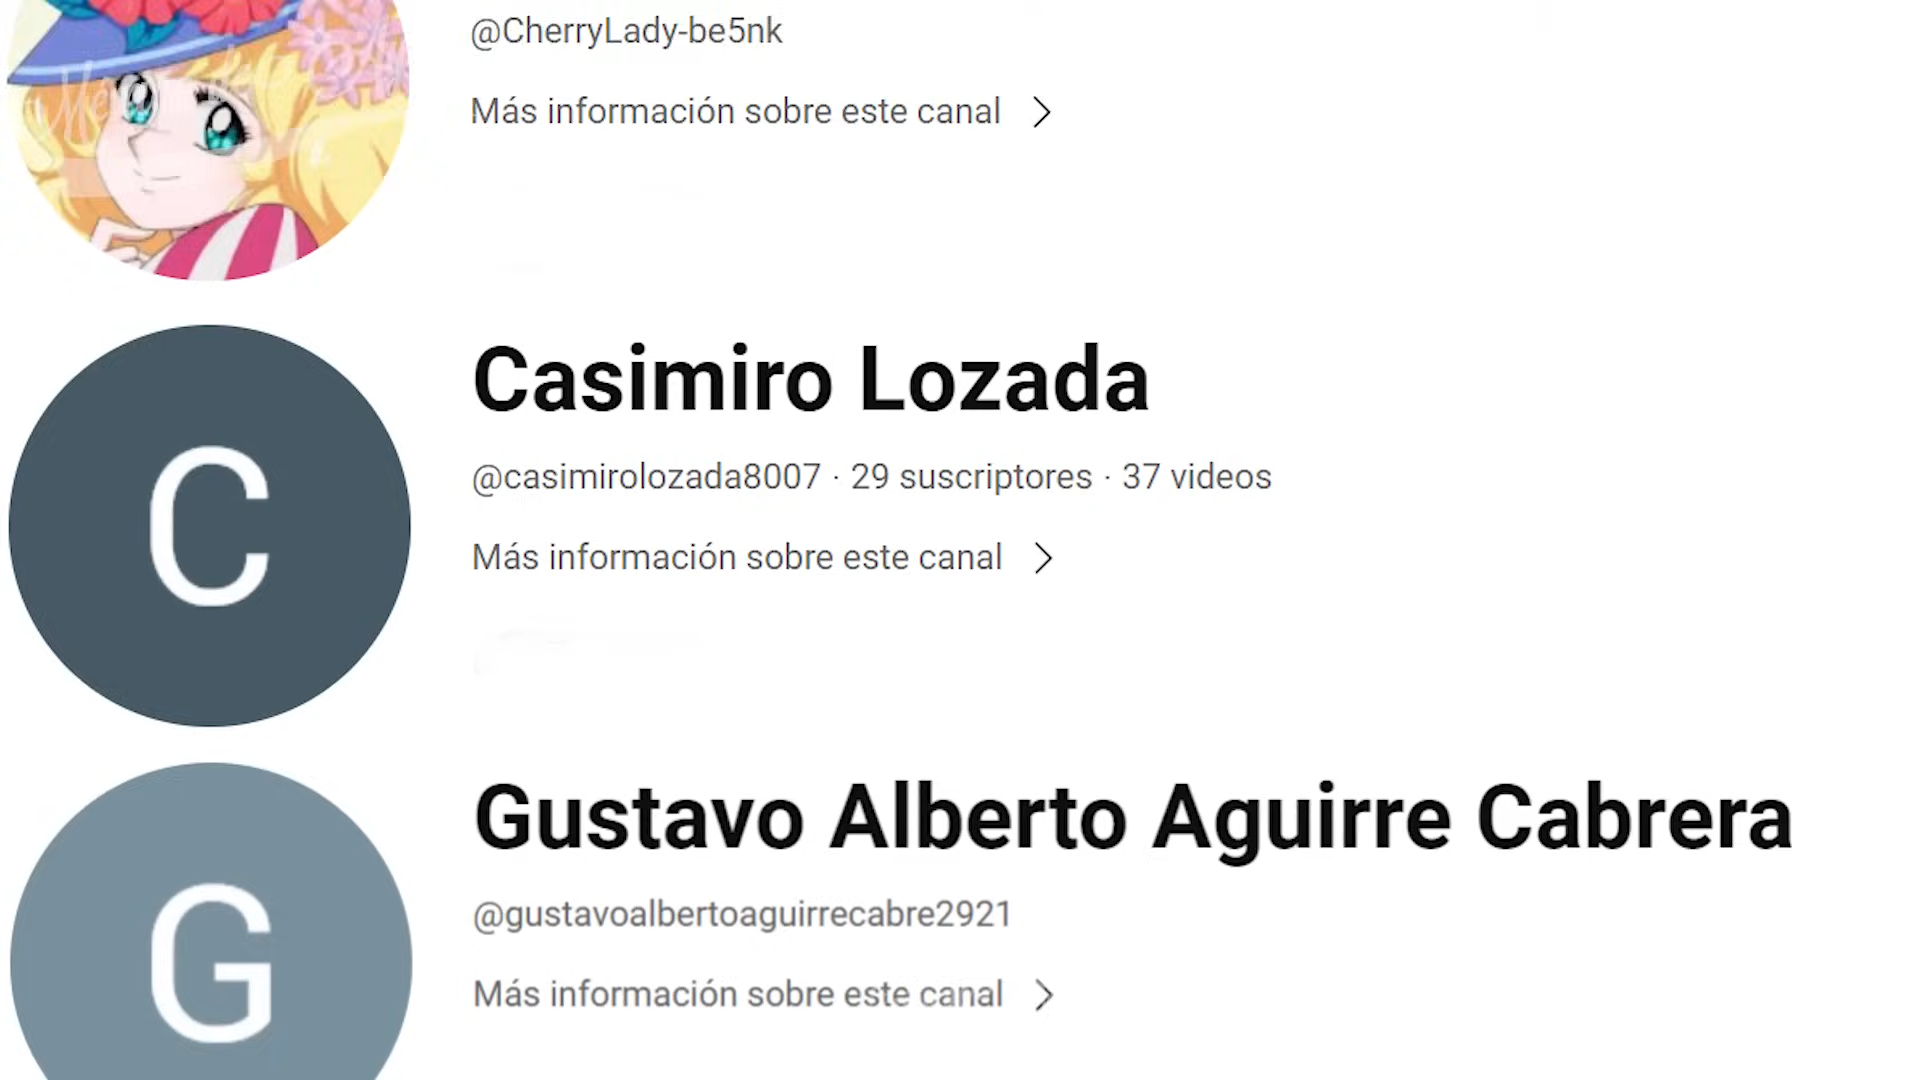 @CherryLady-be5nk
Más información sobre este canal
C
Casimiro Lozada
@casimirolozada8007 · 29 suscriptores · 37 videos
Más información sobre este canal
G
Gustavo Alberto Aguirre Cabrera
@gustavoalbertoaguirrecabre2921
Más información sobre este canal